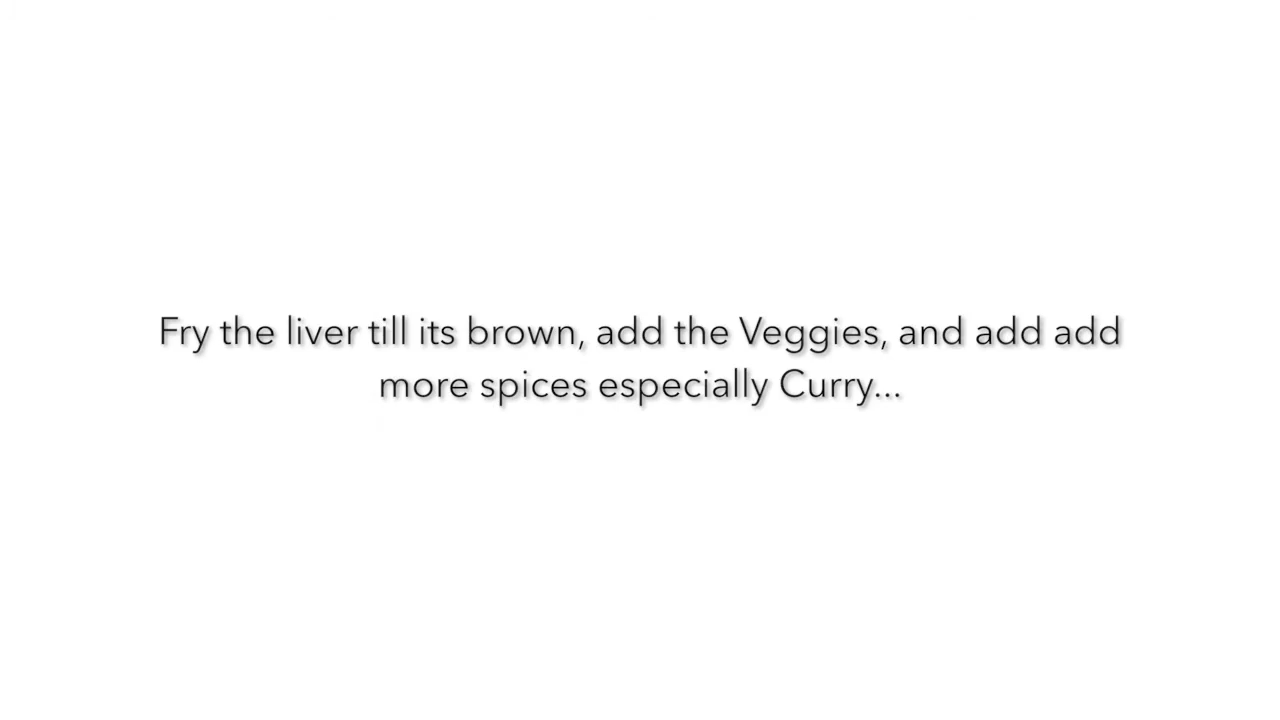 Fry the liver till its brown, add the Veggies, and add add
more spices especially Curry...